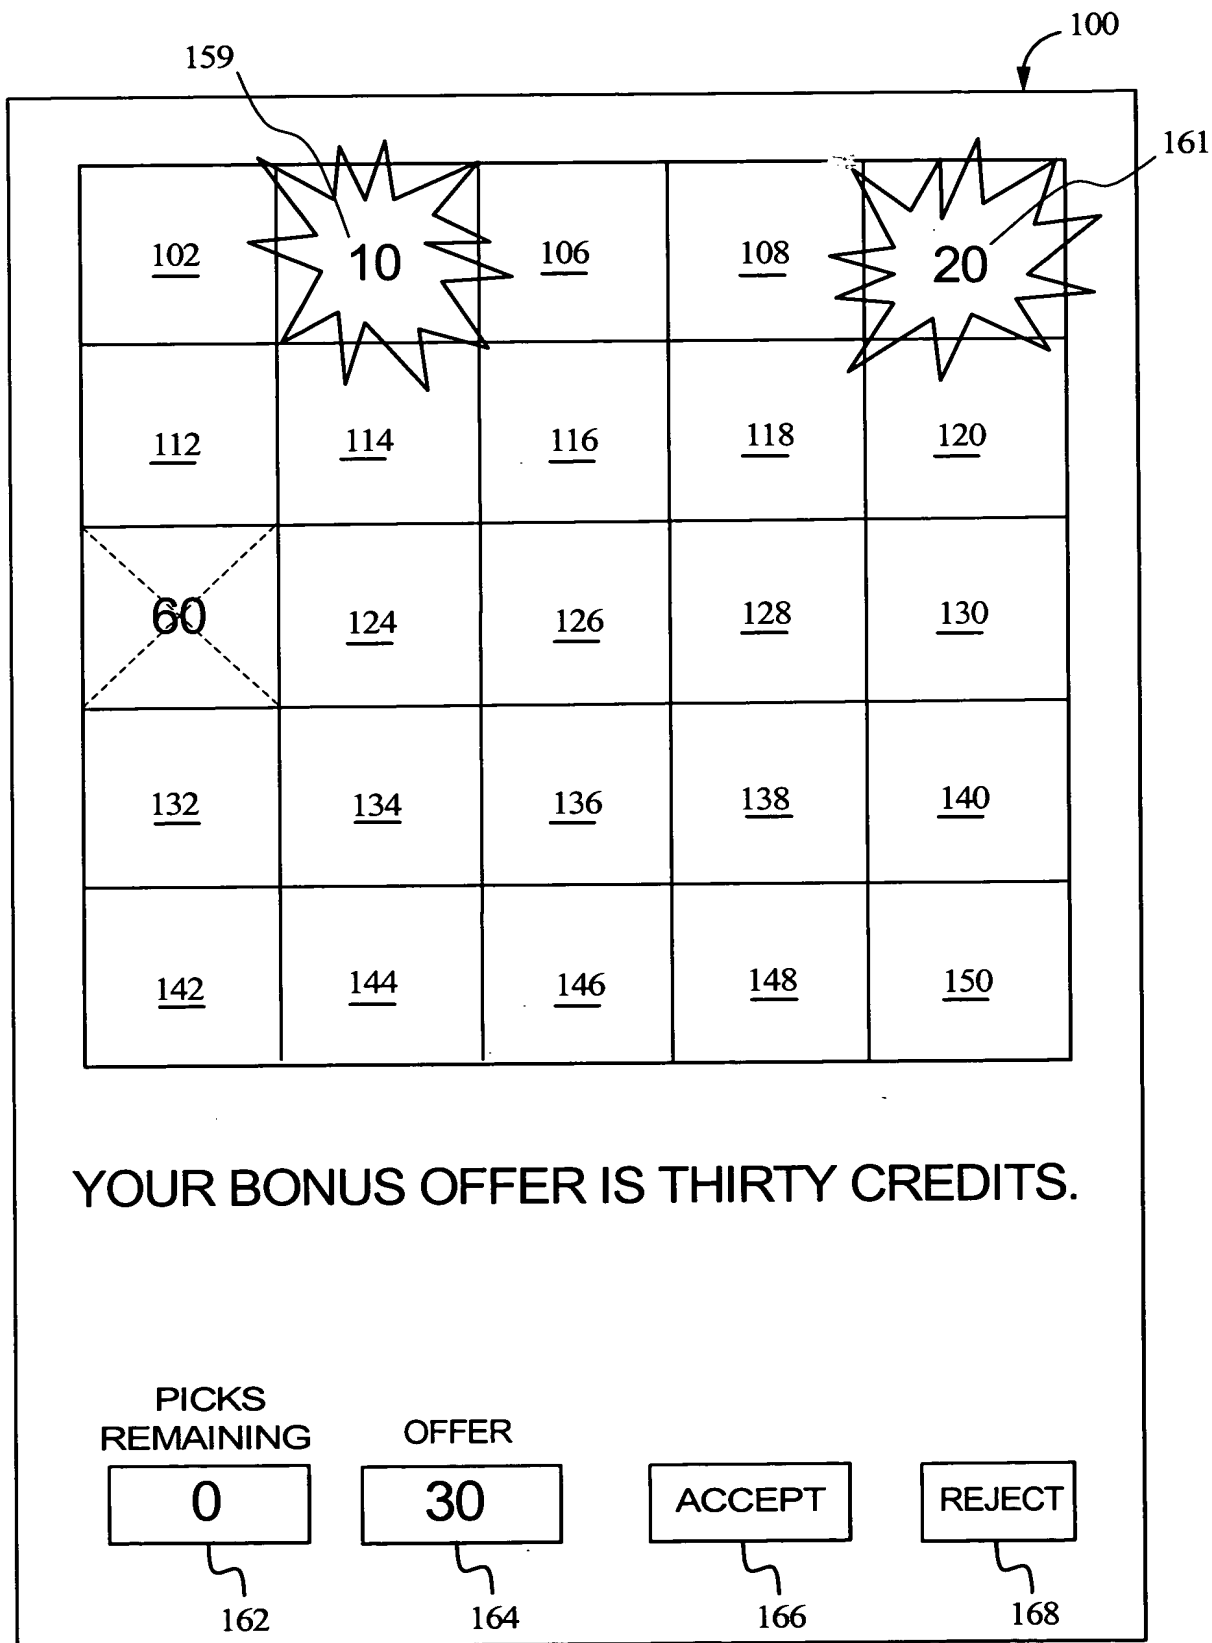 100
159
161
102 10 106 108 20
112 114 116 118 120
60 124 126 128 130
132 134 136 138 140
142 144 146 148 150
YOUR BONUS OFFER IS THIRTY CREDITS.
PICKS
REMAINING OFFER
0 30 ACCEPT REJECT
162 164 166 168